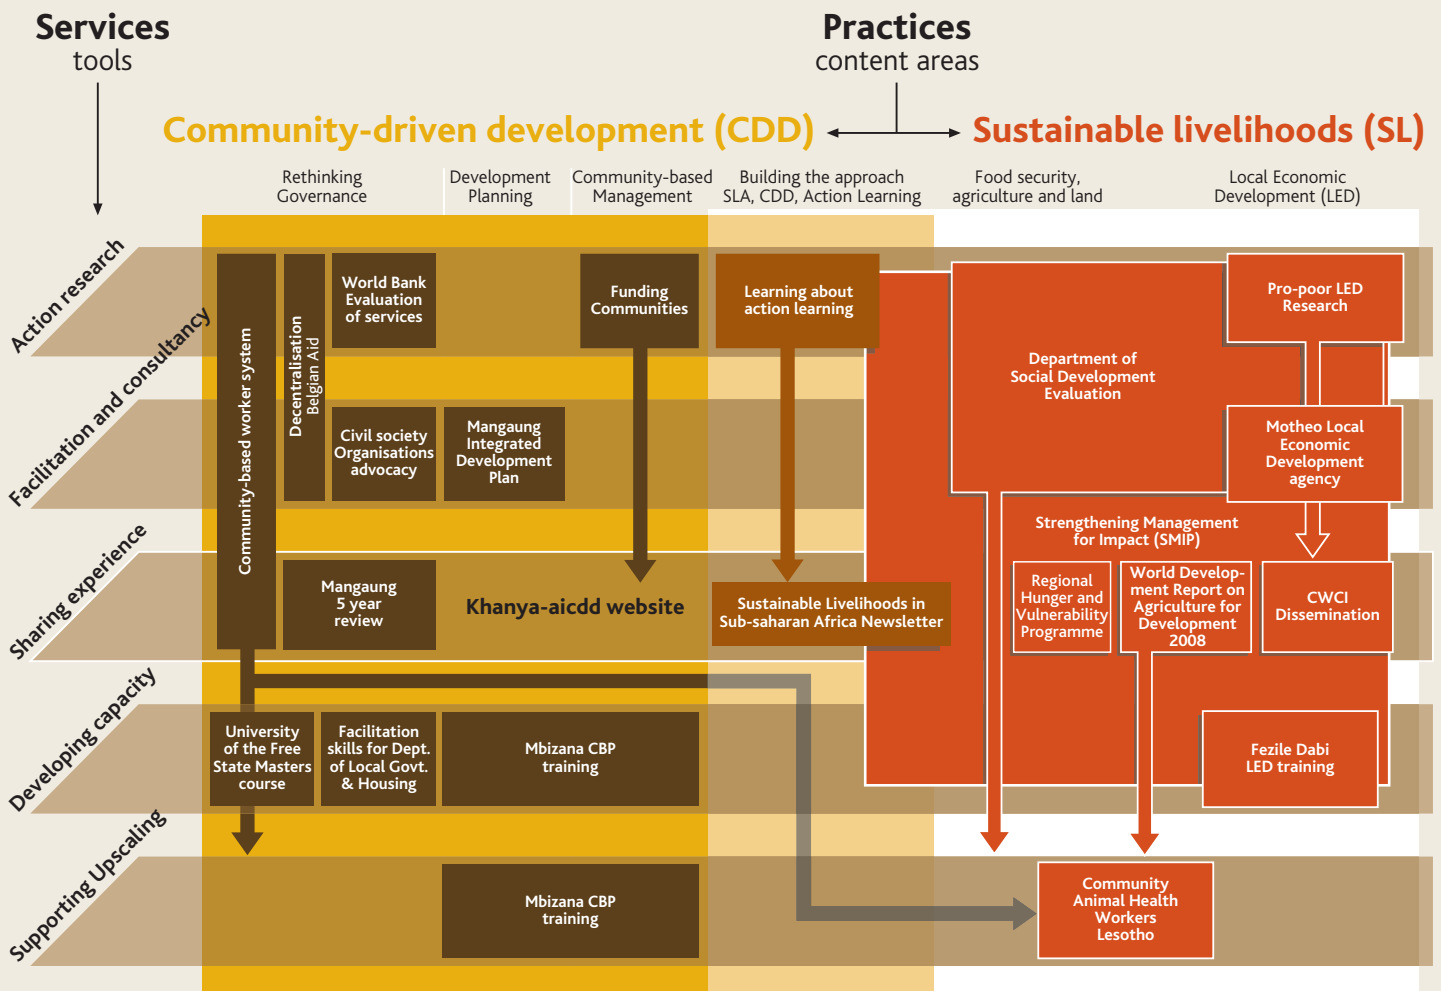 Services
tools
Practices
content areas
Community-driven development (CDD)
Sustainable livelihoods (SL)
Rethinking
Governance
Development
Planning
Community-based
Management
Building the approach
SLA, CDD, Action Learning
Food security,
agriculture and land
Local Economic
Development (LED)
Action research
Community-based worker system
Decentralisation
Belgian Aid
World Bank
Evaluation
of services
Funding
Communities
Learning about
action learning
Department of
Social Development
Evaluation
Pro-poor LED
Research
Facilitation and consultancy
Civil society
Organisations
advocacy
Mangaung
Integrated
Development
Plan
Motheo Local
Economic
Development
agency
Strengthening Management
for Impact (SMIP)
Sharing experience
Mangaung
5 year
review
Khanya-aicdd website
Sustainable Livelihoods in
Sub-saharan Africa Newsletter
Regional
Hunger and
Vulnerability
Programme
World Develop-
ment Report on
Agriculture for
Development
2008
CWCI
Dissemination
Developing capacity
University
of the Free
State Masters
course
Facilitation
skills for Dept.
of Local Govt.
& Housing
Mbizana CBP
training
Fezile Dabi
LED training
Supporting Upscaling
Mbizana CBP
training
Community
Animal Health
Workers
Lesotho